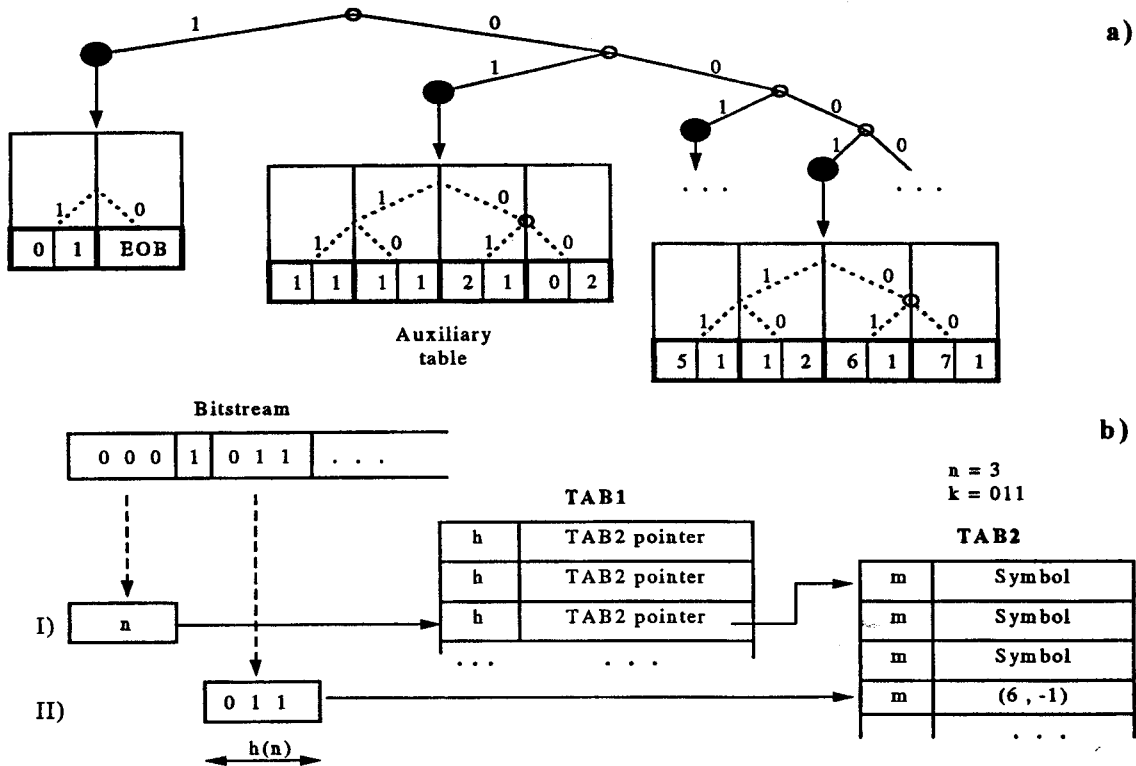 a)
1 0
1 0
1 0
1 0
. . . . . .
1 0
0 1 EOB
1 0
1 0 1 0
1 1 1 1 2 1 0 2
Auxiliary
table
1 0
1 0 1 0
5 1 1 2 6 1 7 1
b)
Bitstream
0 0 0 1 0 1 1 . . .
n = 3
k = 011
TAB1
h TAB2 pointer
h TAB2 pointer
h TAB2 pointer
. . . . . .
TAB2
m Symbol
m Symbol
m Symbol
m (6 , -1)
. . .
I) n
II) 0 1 1
h(n)